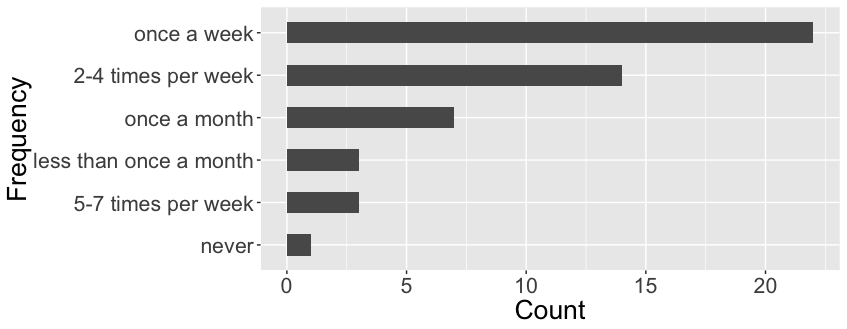 once a week
2-4 times per week
once a month
less than once a month
5-7 times per week
never
Frequency
0 5 10 15 20
Count